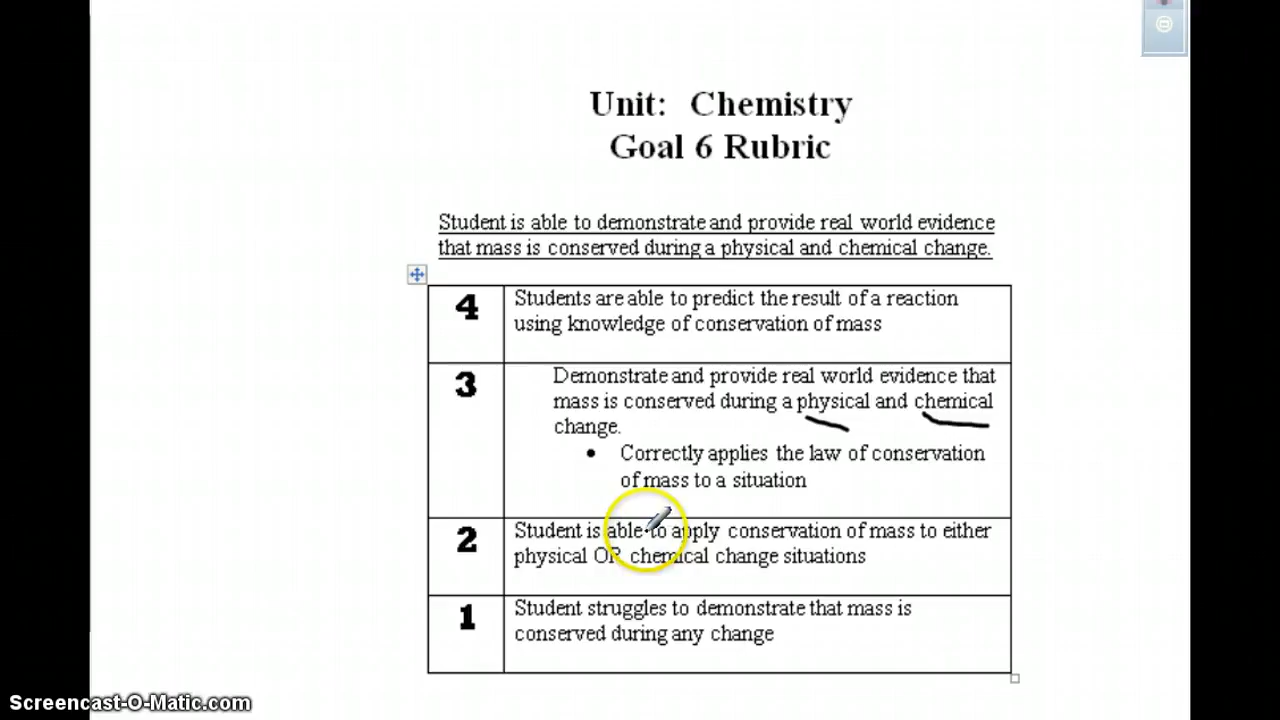 Unit: Chemistry
Goal 6 Rubric
Student is able to demonstrate and provide real world evidence
that mass is conserved during a physical and chemical change.
4
Students are able to predict the result of a reaction
using knowledge of conservation of mass
3
Demonstrate and provide real world evidence that
mass is conserved during a physical and chemical
change.
• Correctly applies the law of conservation
of mass to a situation
2
Student is able to apply conservation of mass to either
physical OR chemical change situations
1
Student struggles to demonstrate that mass is
conserved during any change
Screencast-O-Matic.com